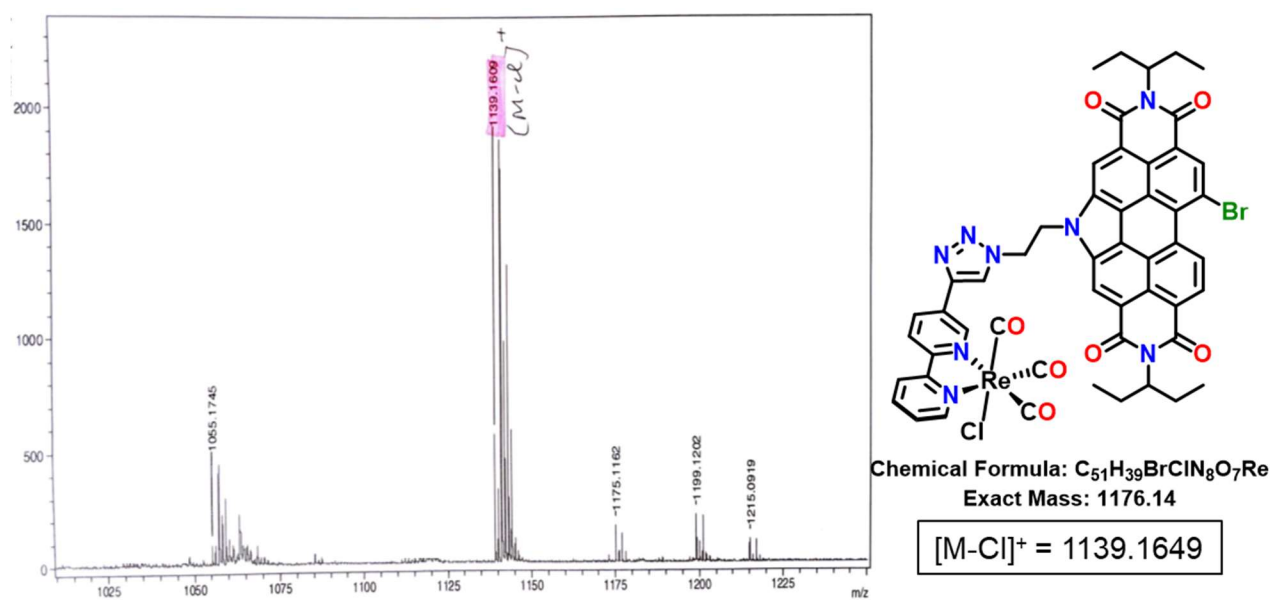 2000
1500
1000
500
0
1025
1050
1075
1100
1125
1150
1175
1200
1225
m/z
1055.1745
1139.1609
[M-Cl]+
1175.1162
1199.1202
1215.0919
O
N
O
Br
N
N
N
N
O
N
O
N
N
Re
CO
CO
CO
Cl
Chemical Formula: C51H39BrClN8O7Re
Exact Mass: 1176.14
[M-Cl]+ = 1139.1649